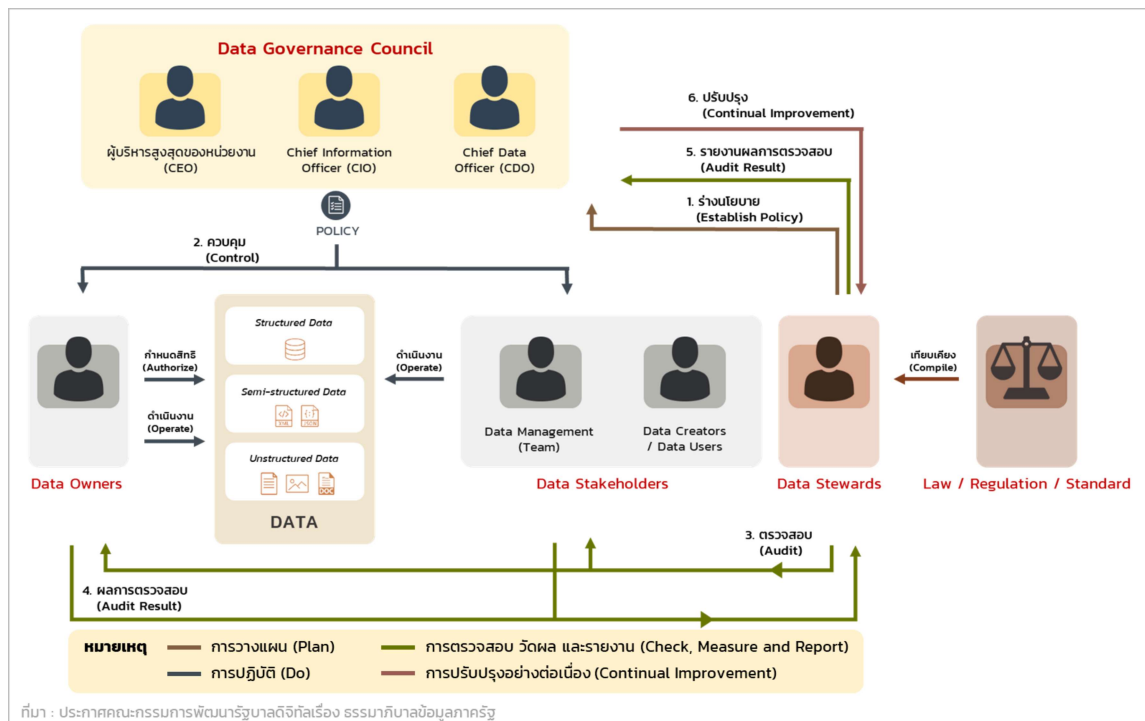 Data Governance Council
ผู้บริหารสูงสุดของหน่วยงาน
(CEO)
Chief Information
Officer (CIO)
Chief Data
Officer (CDO)
6. ปรับปรุง
(Continual Improvement)
5. รายงานผลการตรวจสอบ
(Audit Result)
1. ร่างนโยบาย
(Establish Policy)
POLICY
2. ควบคุม
(Control)
กำหนดสิทธิ
(Authorize)
ดำเนินงาน
(Operate)
Data Owners
Structured Data
Semi-structured Data
XML
JSON
Unstructured Data
DOC
DATA
ดำเนินงาน
(Operate)
Data Management
(Team)
Data Creators
/ Data Users
Data Stakeholders
Data Stewards
เทียบเคียง
(Compile)
Law / Regulation / Standard
3. ตรวจสอบ
(Audit)
4. ผลการตรวจสอบ
(Audit Result)
หมายเหตุ
การวางแผน (Plan)
การตรวจสอบ วัดผล และรายงาน (Check, Measure and Report)
การปฏิบัติ (Do)
การปรับปรุงอย่างต่อเนื่อง (Continual Improvement)
ที่มา : ประกาศคณะกรรมการพัฒนารัฐบาลดิจิทัลเรื่อง ธรรมาภิบาลข้อมูลภาครัฐ